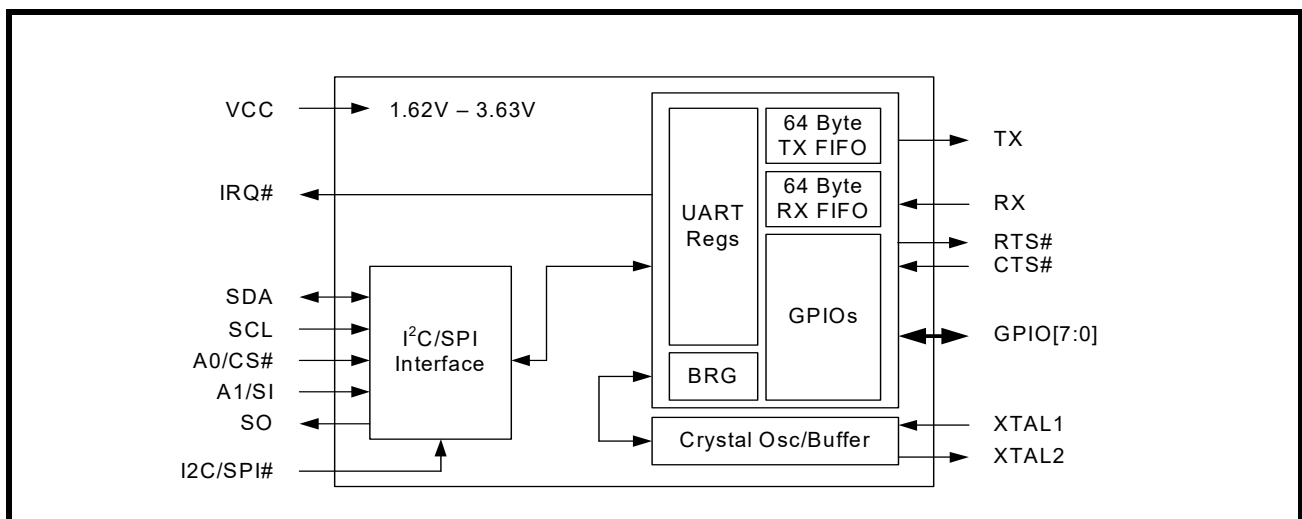 VCC
1.62V – 3.63V
IRQ#
SDA
SCL
A0/CS#
A1/SI
SO
I2C/SPI#
I²C/SPI
Interface
UART
Regs
64 Byte
TX FIFO
64 Byte
RX FIFO
GPIOs
BRG
Crystal Osc/Buffer
TX
RX
RTS#
CTS#
GPIO[7:0]
XTAL1
XTAL2